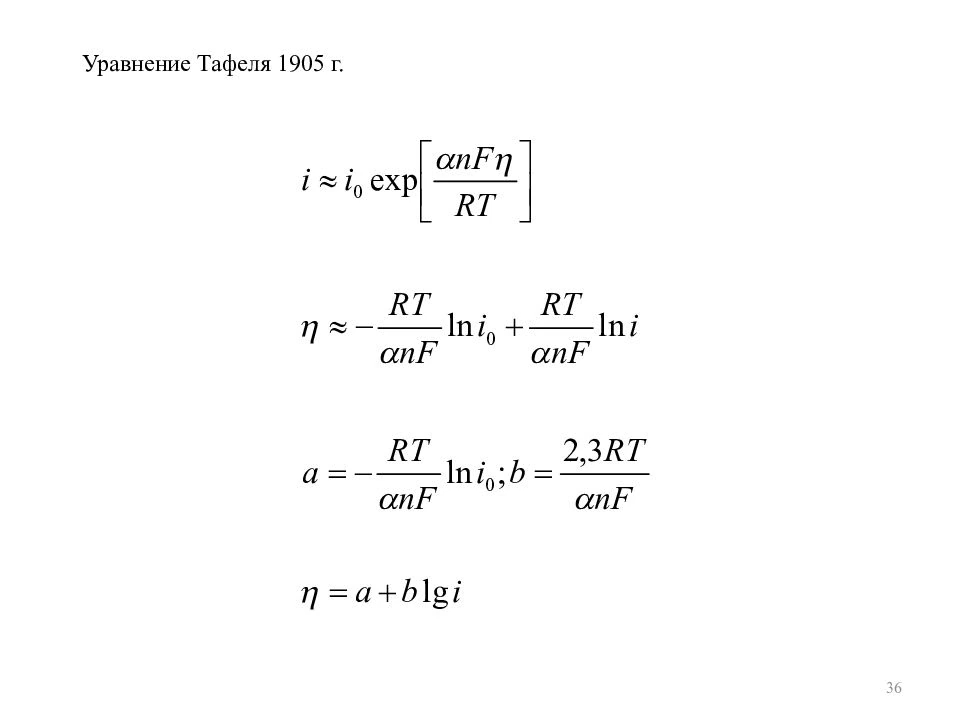 Уравнение Тафеля 1905 г.
i ≈ i₀ exp[αnFη / RT]
η ≈ − RT/αnF ln i₀ + RT/αnF ln i
a = − RT/αnF ln i₀; b = 2,3RT/αnF
η = a + b lg i
36